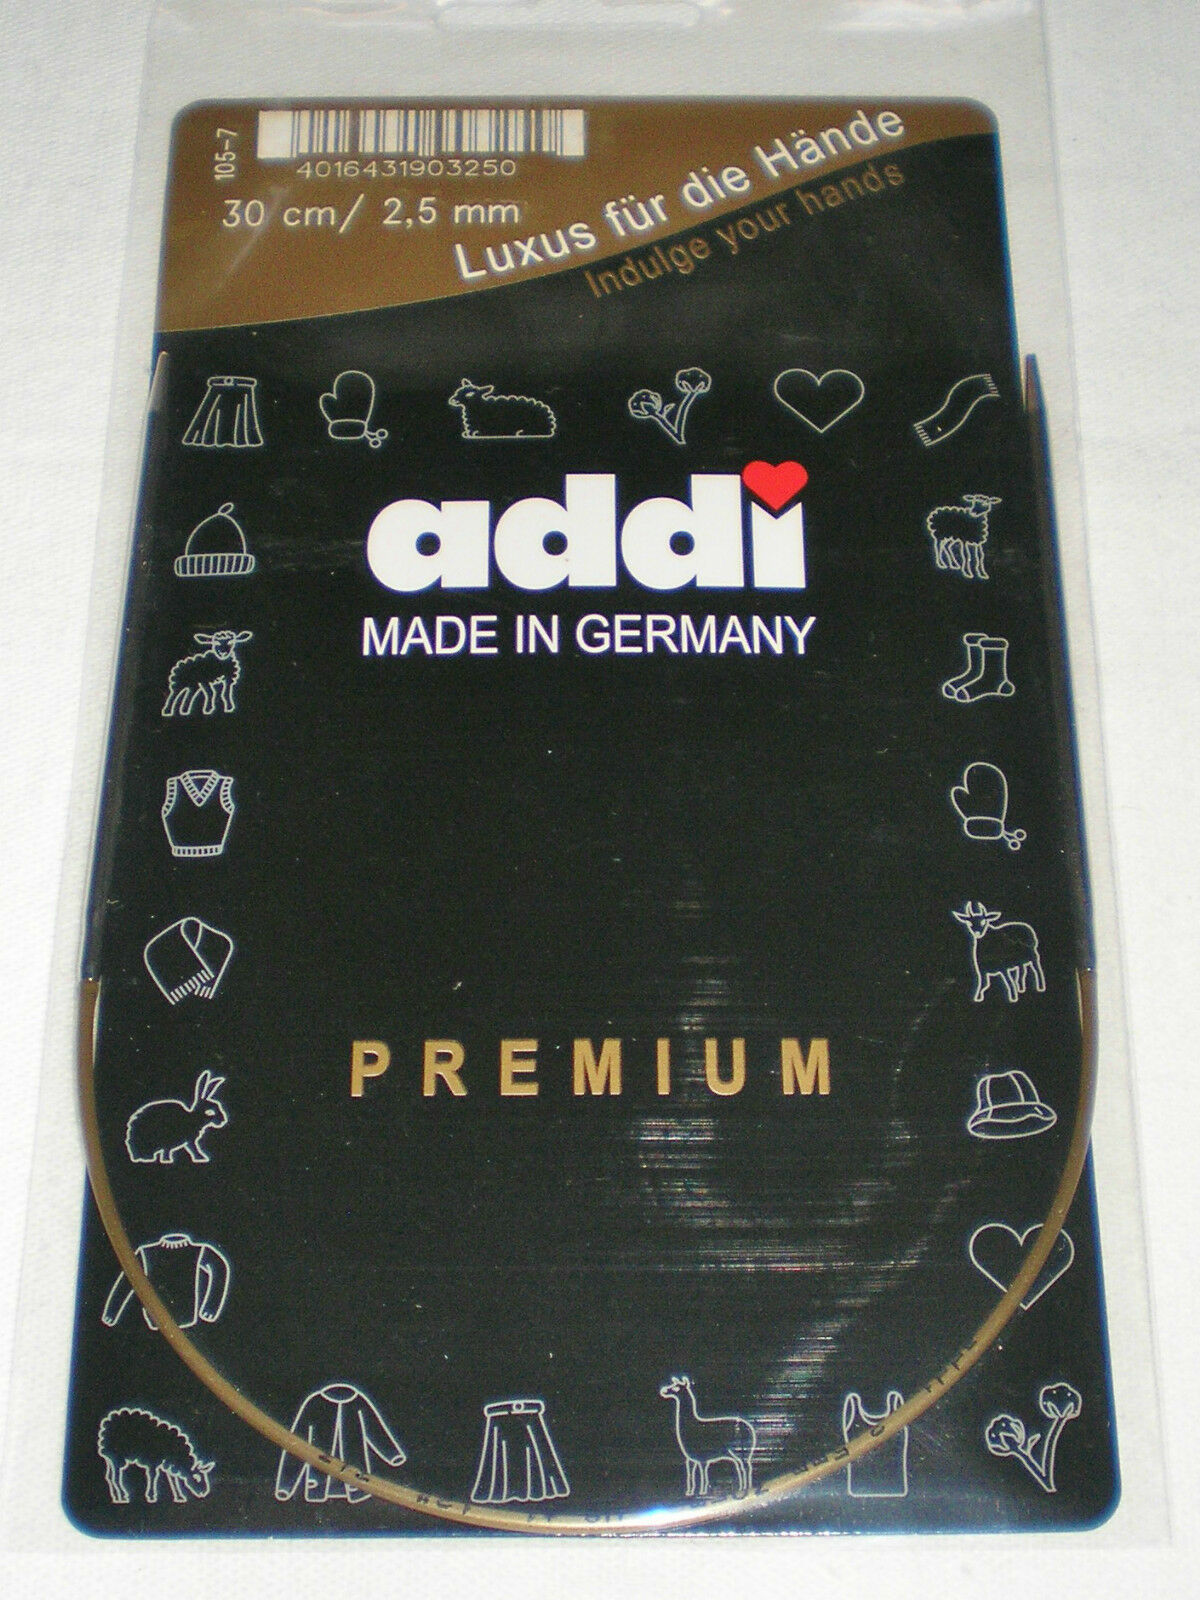 105-7
4016431903250
30 cm/ 2,5 mm
Luxus für die Hände
Indulge your hands
addi
MADE IN GERMANY
PREMIUM